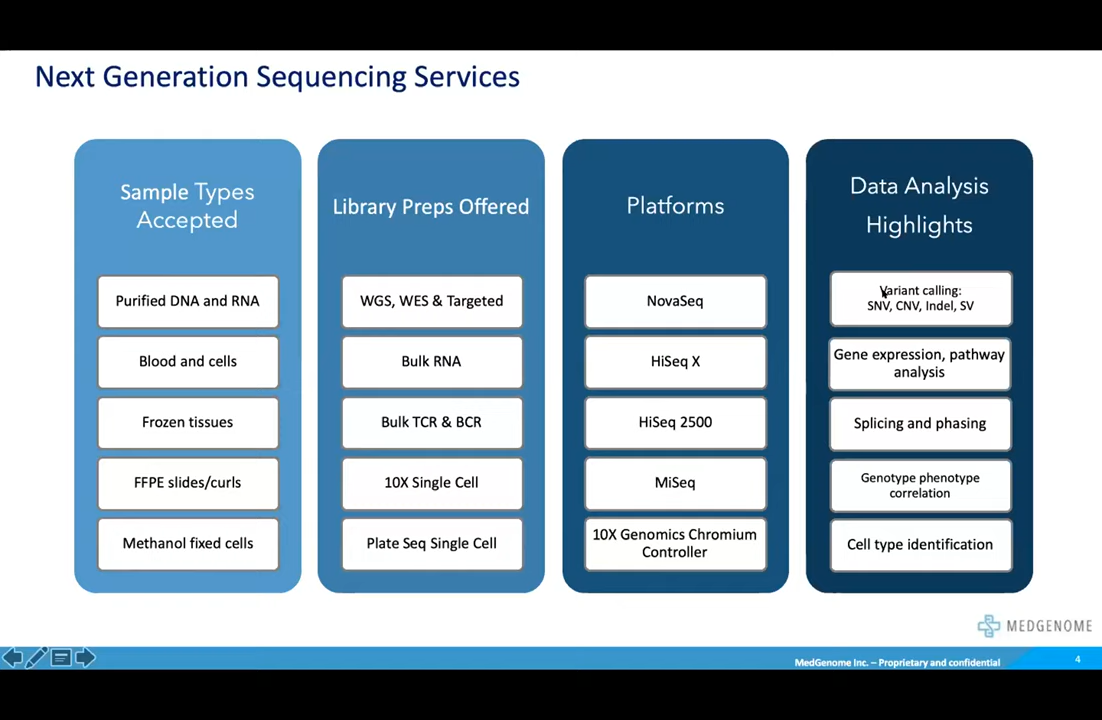 Next Generation Sequencing Services
Sample Types
Accepted
Purified DNA and RNA
Blood and cells
Frozen tissues
FFPE slides/curls
Methanol fixed cells
Library Preps Offered
WGS, WES & Targeted
Bulk RNA
Bulk TCR & BCR
10X Single Cell
Plate Seq Single Cell
Platforms
NovaSeq
HiSeq X
HiSeq 2500
MiSeq
10X Genomics Chromium
Controller
Data Analysis
Highlights
Variant calling:
SNV, CNV, Indel, SV
Gene expression, pathway
analysis
Splicing and phasing
Genotype phenotype
correlation
Cell type identification
MEDGENOME
MedGenome Inc. – Proprietary and confidential
4